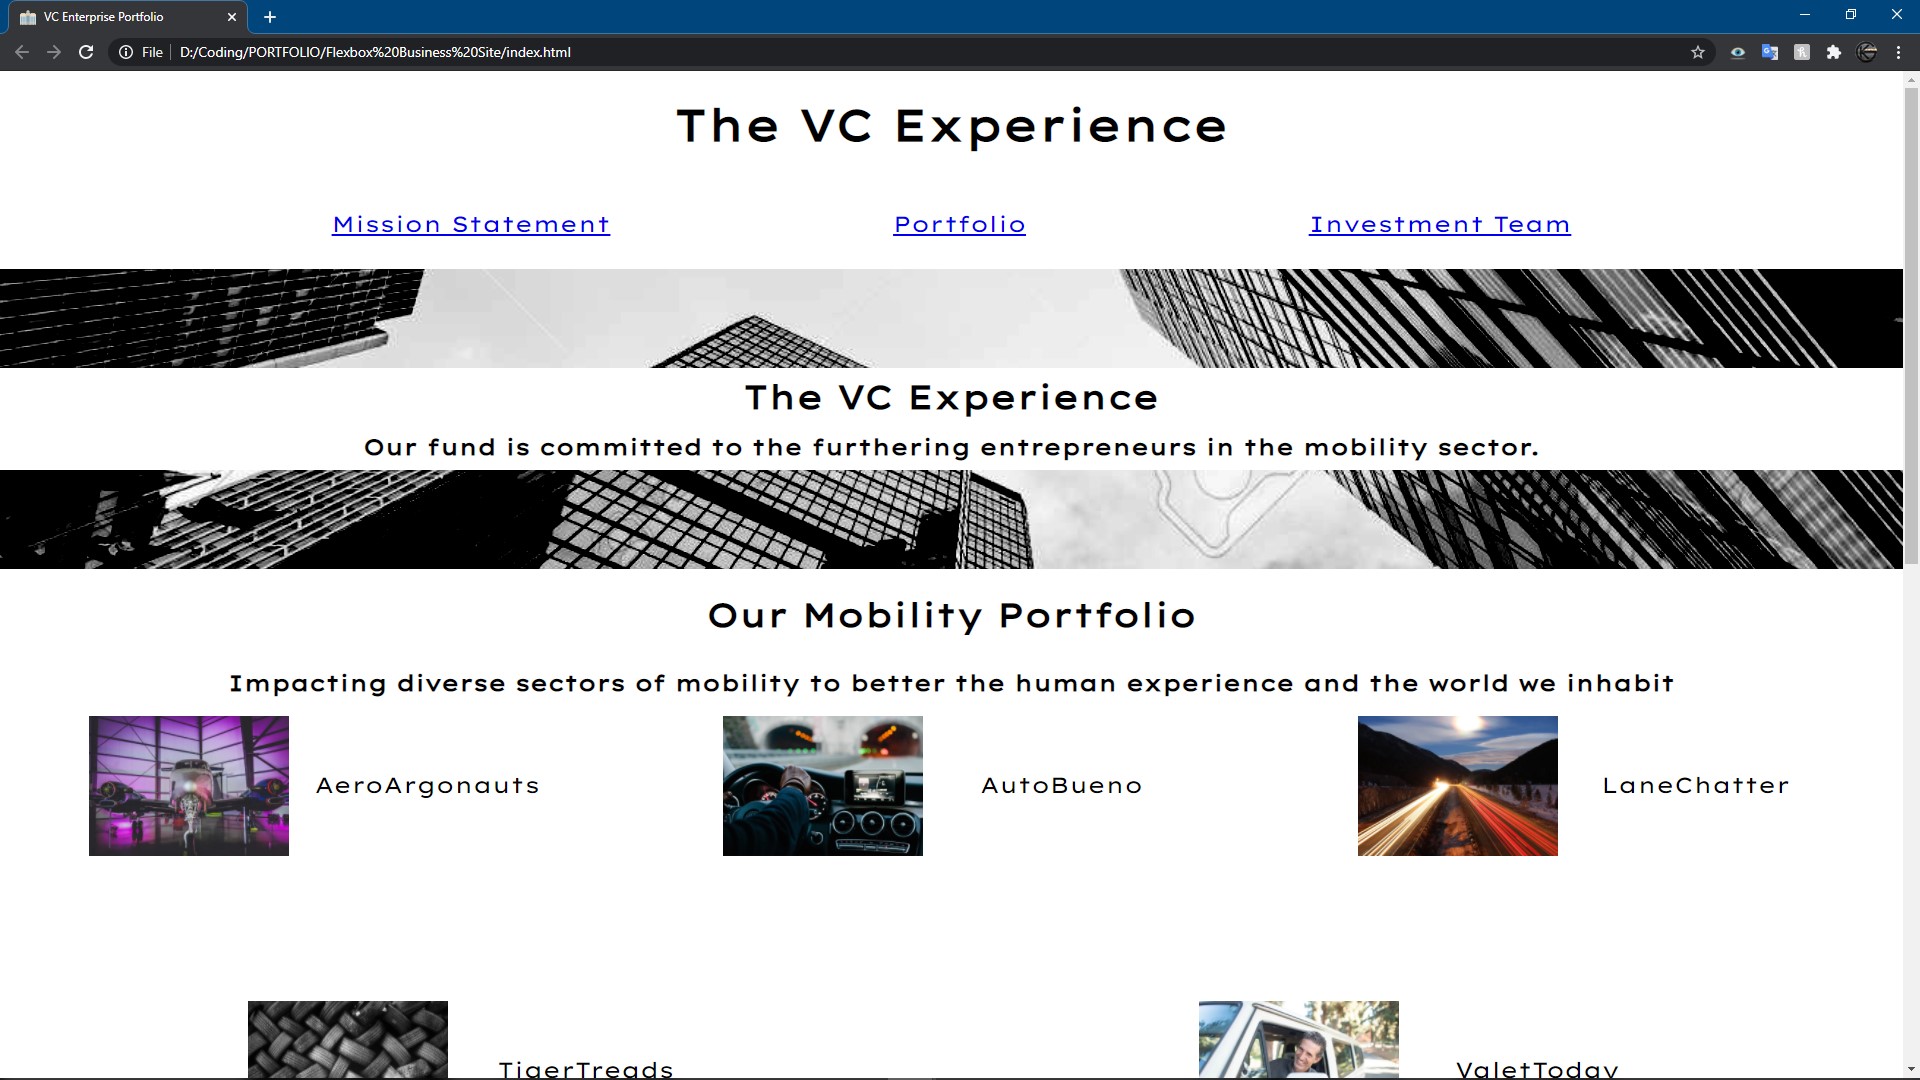 VC Enterprise Portfolio
File D:/Coding/PORTFOLIO/Flexbox%20Business%20Site/index.html
The VC Experience
Mission Statement Portfolio Investment Team
The VC Experience
Our fund is committed to the furthering entrepreneurs in the mobility sector.
Our Mobility Portfolio
Impacting diverse sectors of mobility to better the human experience and the world we inhabit
AeroArgonauts AutoBueno LaneChatter
TigerTreads ValetToday